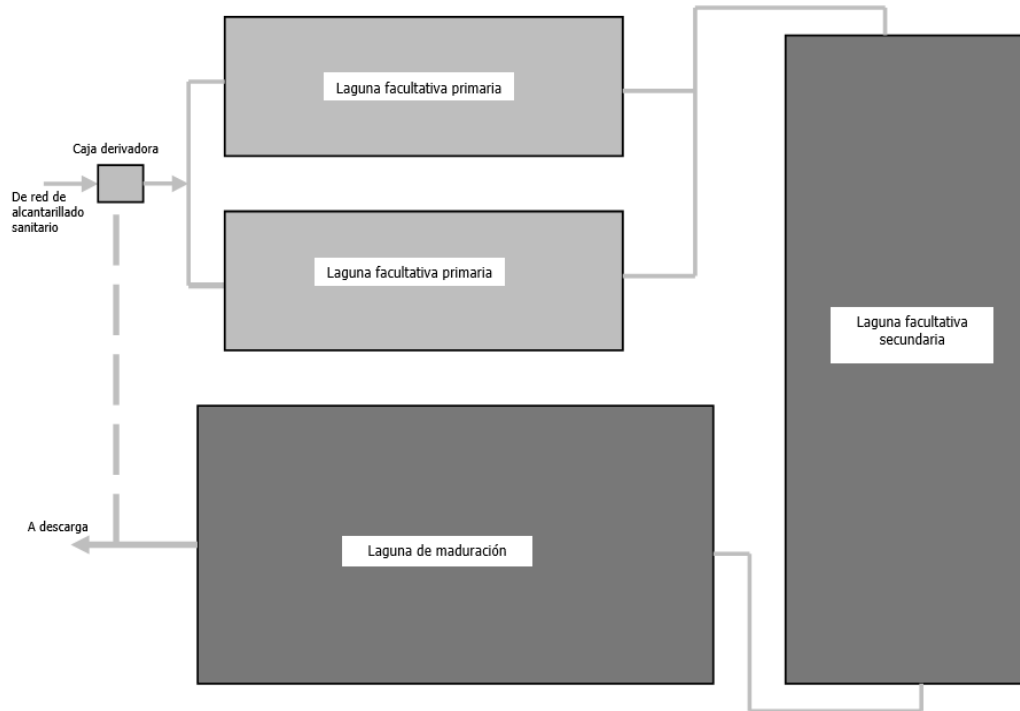 Laguna facultativa primaria
Caja derivadora
De red de
alcantarillado
sanitario
Laguna facultativa primaria
Laguna facultativa
secundaria
A descarga
Laguna de maduración